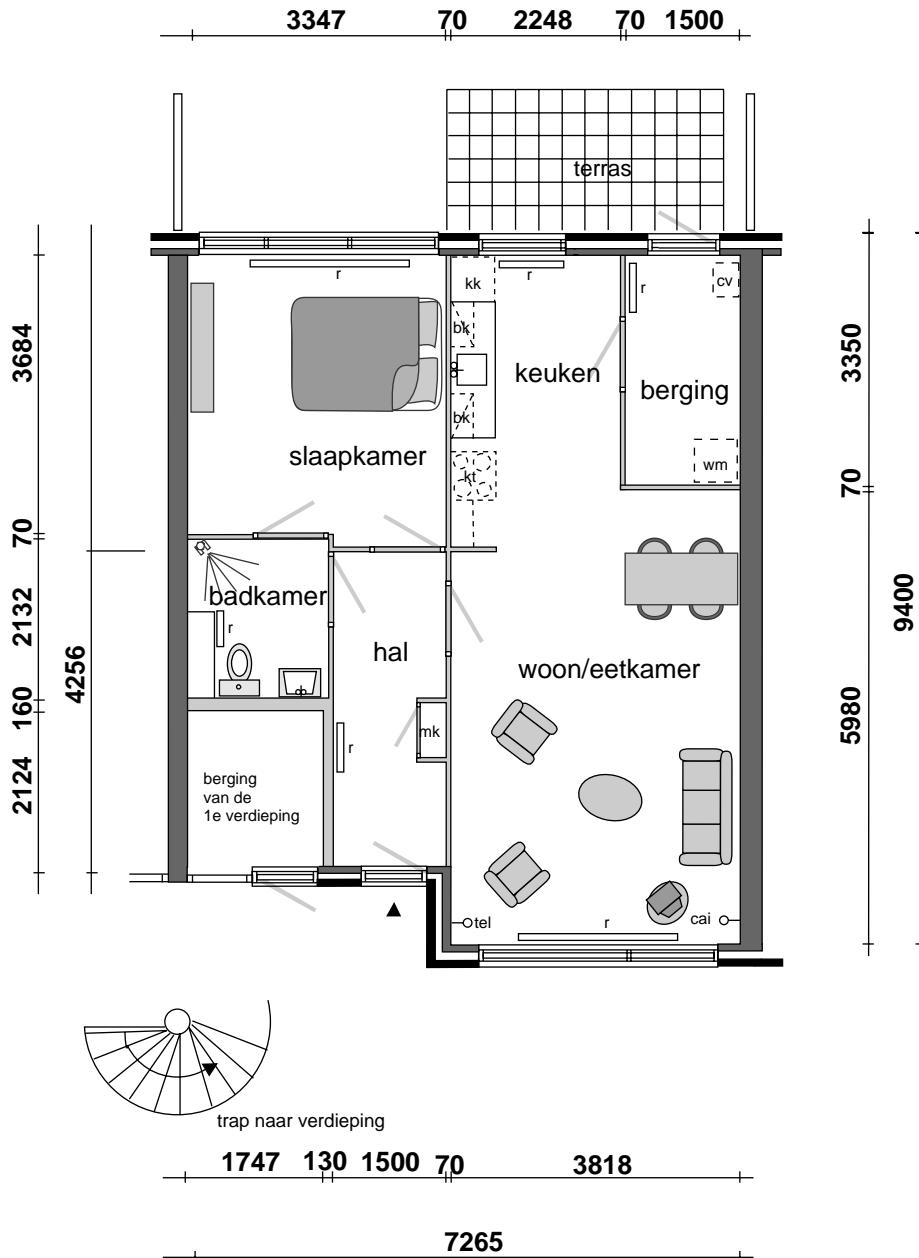 3347 70 2248 70 1500
terras
r
r
kk
cv
r
bk
keuken
berging
bk
slaapkamer
kt
wm
3684
70
2132
160
2124
4256
3350
70
5980
9400
badkamer
r
hal
woon/eetkamer
mk
r
berging
van de
1e verdieping
tel
r
cai
trap naar verdieping
1747 130 1500 70 3818
7265